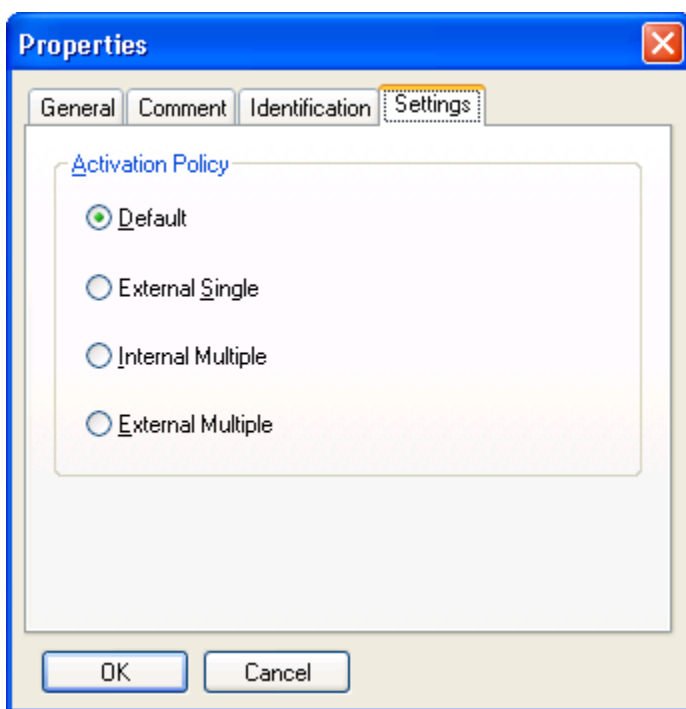 Properties
General Comment Identification Settings
Activation Policy
Default
External Single
Internal Multiple
External Multiple
OK Cancel